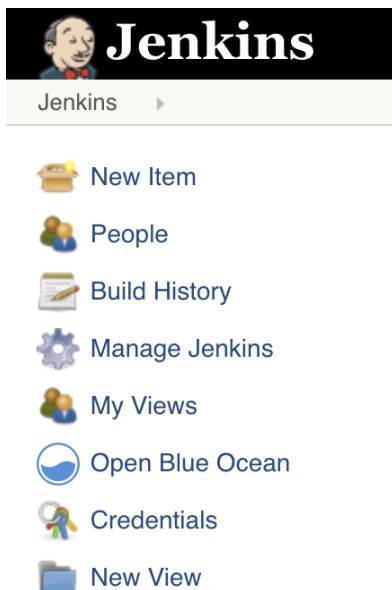 Jenkins
Jenkins
New Item
People
Build History
Manage Jenkins
My Views
Open Blue Ocean
Credentials
New View